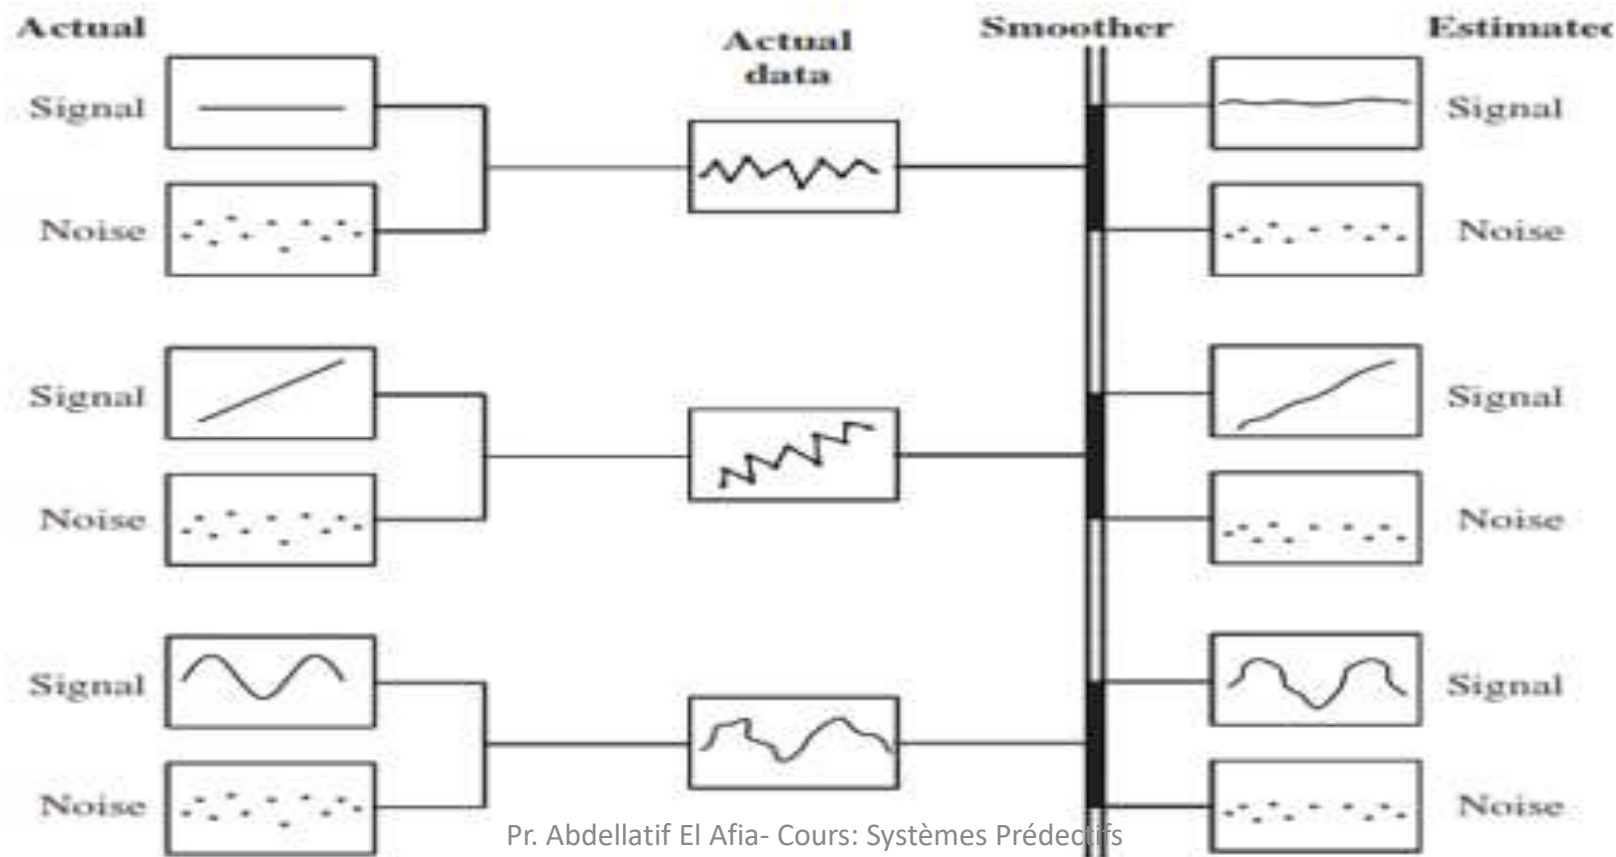 Actual
Actual
data
Smoother
Estimated
Signal
Signal
Noise
Noise
Signal
Signal
Noise
Noise
Signal
Signal
Noise
Noise
Pr. Abdellatif El Afia- Cours: Systèmes Prédectifs